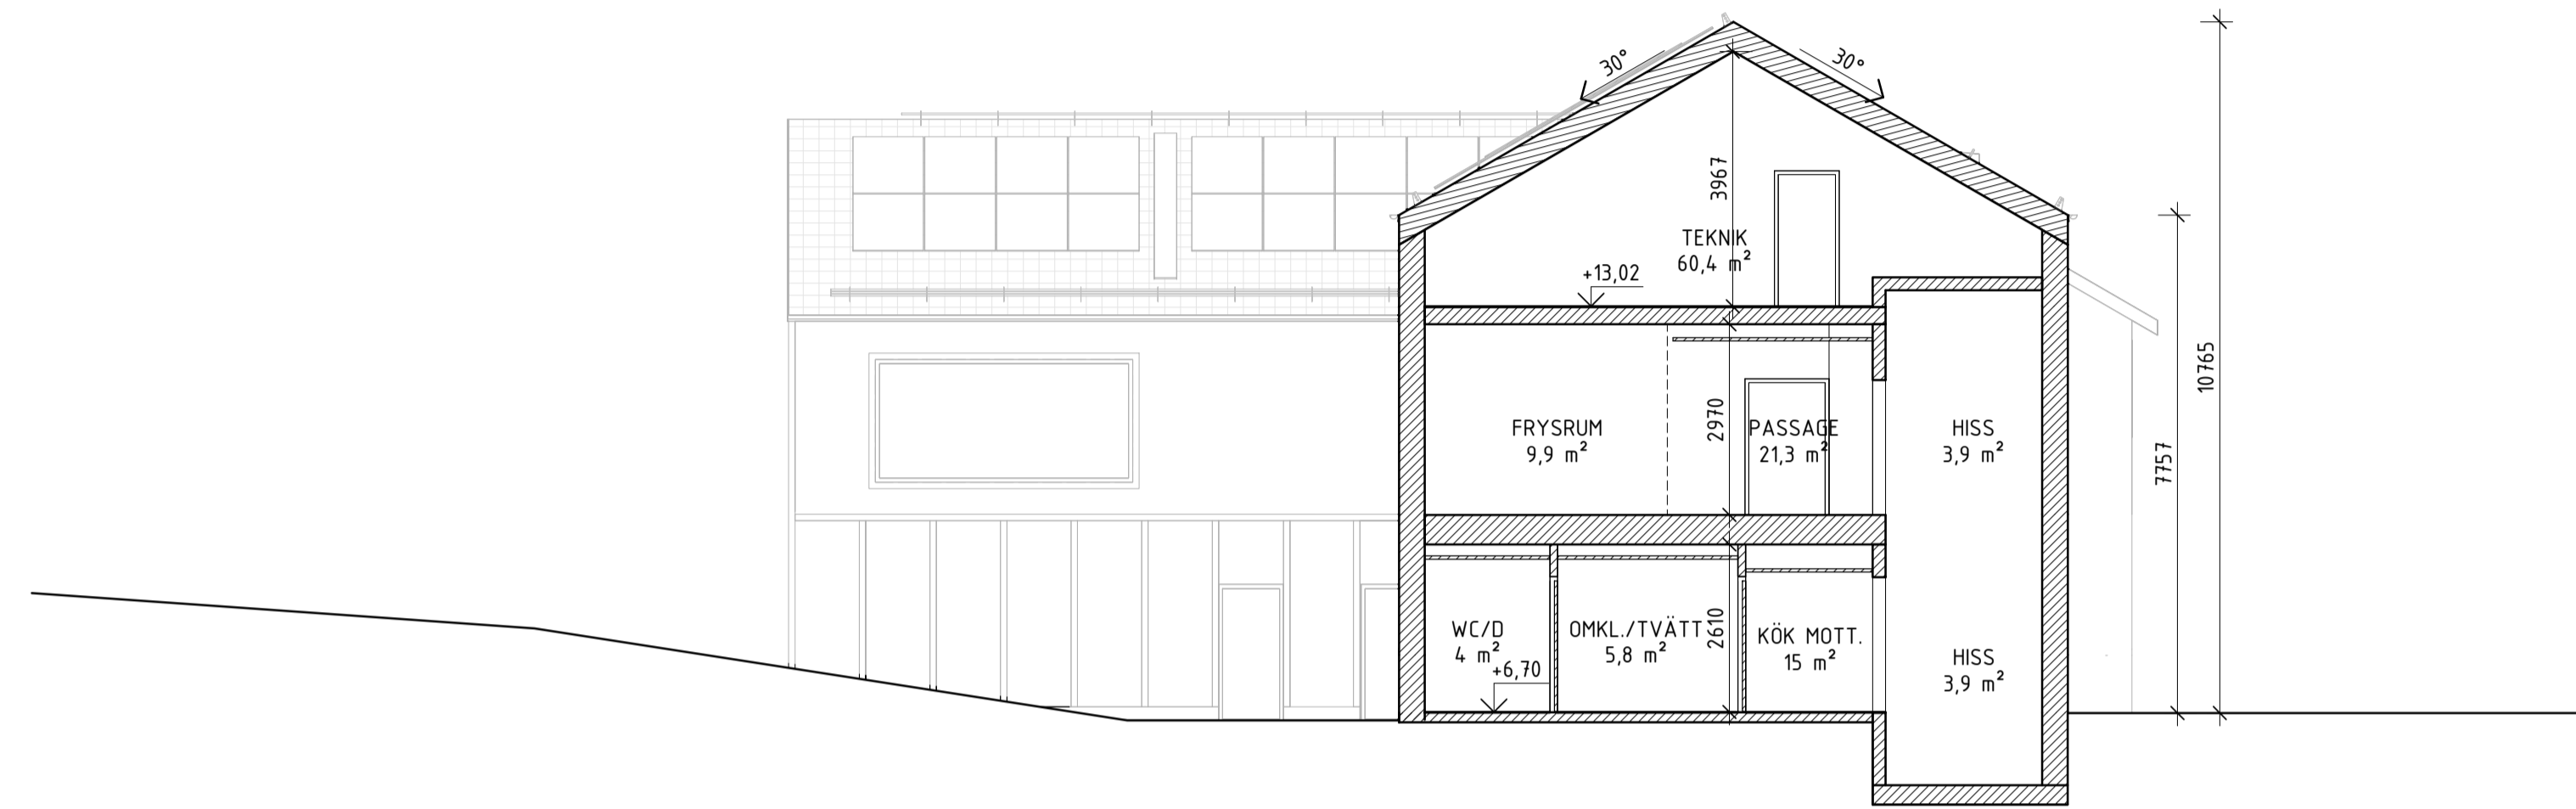 30°
30°
3967
TEKNIK
60,4 m²
+13,02
10765
7757
FRYSRUM
9,9 m²
2970
PASSAGE
21,3 m²
HISS
3,9 m²
WC/D
4 m²
+6,70
OMKL./TVÄTT
5,8 m²
2610
KÖK MOTT.
15 m²
HISS
3,9 m²